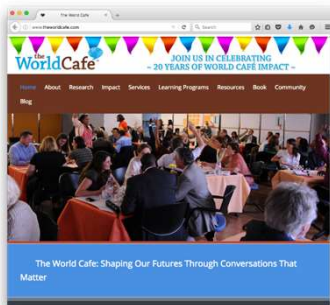 The World Cafe
www.theworldcafe.com
Search
the
WorldCafe
JOIN US IN CELEBRATING
~ 20 YEARS OF WORLD CAFÉ IMPACT ~
Home About Research Impact Services Learning Programs Resources Book Community
Blog
The World Cafe: Shaping Our Futures Through Conversations That
Matter